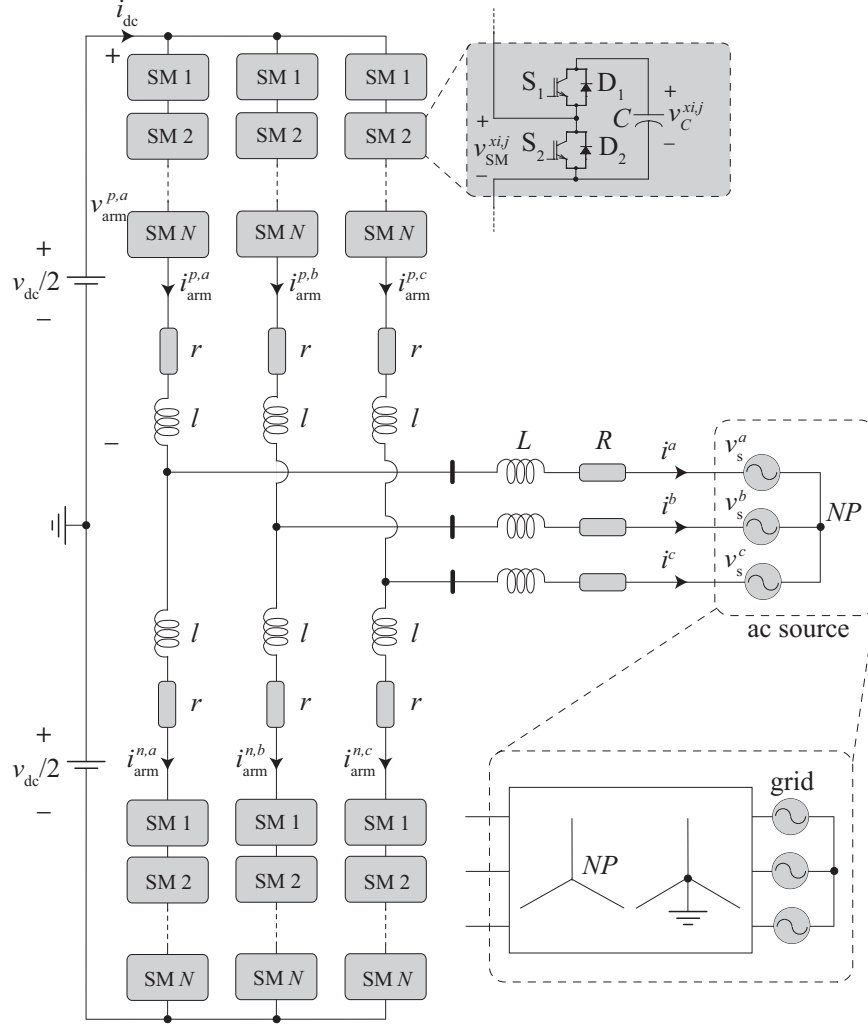 i_dc
+
SM 1 SM 1 SM 1
SM 2 SM 2 SM 2
v_arm^{p,a}
SM N SM N SM N
S_1 D_1
+
C v_C^{xi,j}
−
+
v_SM^{xi,j}
−
S_2 D_2
+
v_dc/2
−
i_arm^{p,a} i_arm^{p,b} i_arm^{p,c}
r r r
l l l
−
L R i^a v_s^a
i^b v_s^b NP
i^c v_s^c
ac source
l l l
r r r
+
v_dc/2
−
i_arm^{n,a} i_arm^{n,b} i_arm^{n,c}
SM 1 SM 1 SM 1
SM 2 SM 2 SM 2
SM N SM N SM N
grid
NP